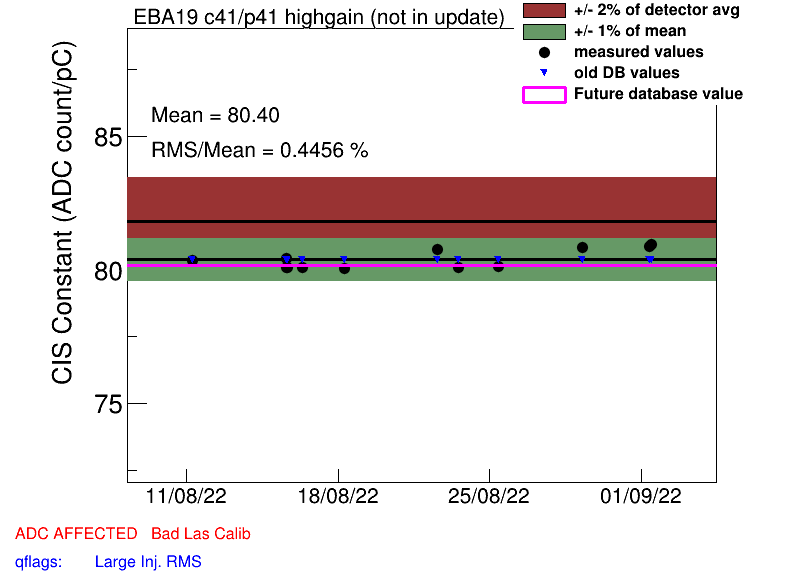 EBA19 c41/p41 highgain (not in update)
+/- 2% of detector avg
+/- 1% of mean
measured values
old DB values
Future database value
Mean = 80.40
RMS/Mean = 0.4456 %
CIS Constant (ADC count/pC)
85
80
75
11/08/22 18/08/22 25/08/22 01/09/22
ADC AFFECTED Bad Las Calib
qflags: Large Inj. RMS